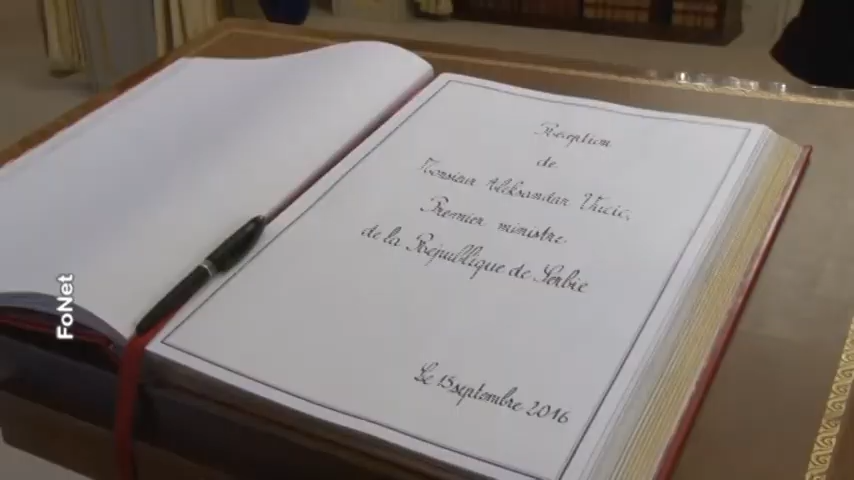 Réception
de
Monsieur Aleksandar Vucic,
Premier ministre
de la République de Serbie
Le 15 septembre 2016
FoNet